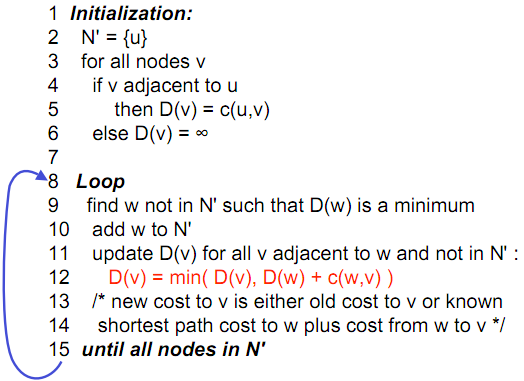 1 Initialization:
2 N' = {u}
3 for all nodes v
4 if v adjacent to u
5 then D(v) = c(u,v)
6 else D(v) = ∞
7
8 Loop
9 find w not in N' such that D(w) is a minimum
10 add w to N'
11 update D(v) for all v adjacent to w and not in N' :
12 D(v) = min( D(v), D(w) + c(w,v) )
13 /* new cost to v is either old cost to v or known
14 shortest path cost to w plus cost from w to v */
15 until all nodes in N'